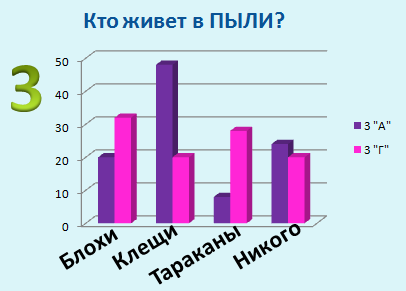 Кто живет в ПЫЛИ?
3
50
40
30
20
10
0
Блохи
Клещи
Тараканы
Никого
3 "А"
3 "Г"